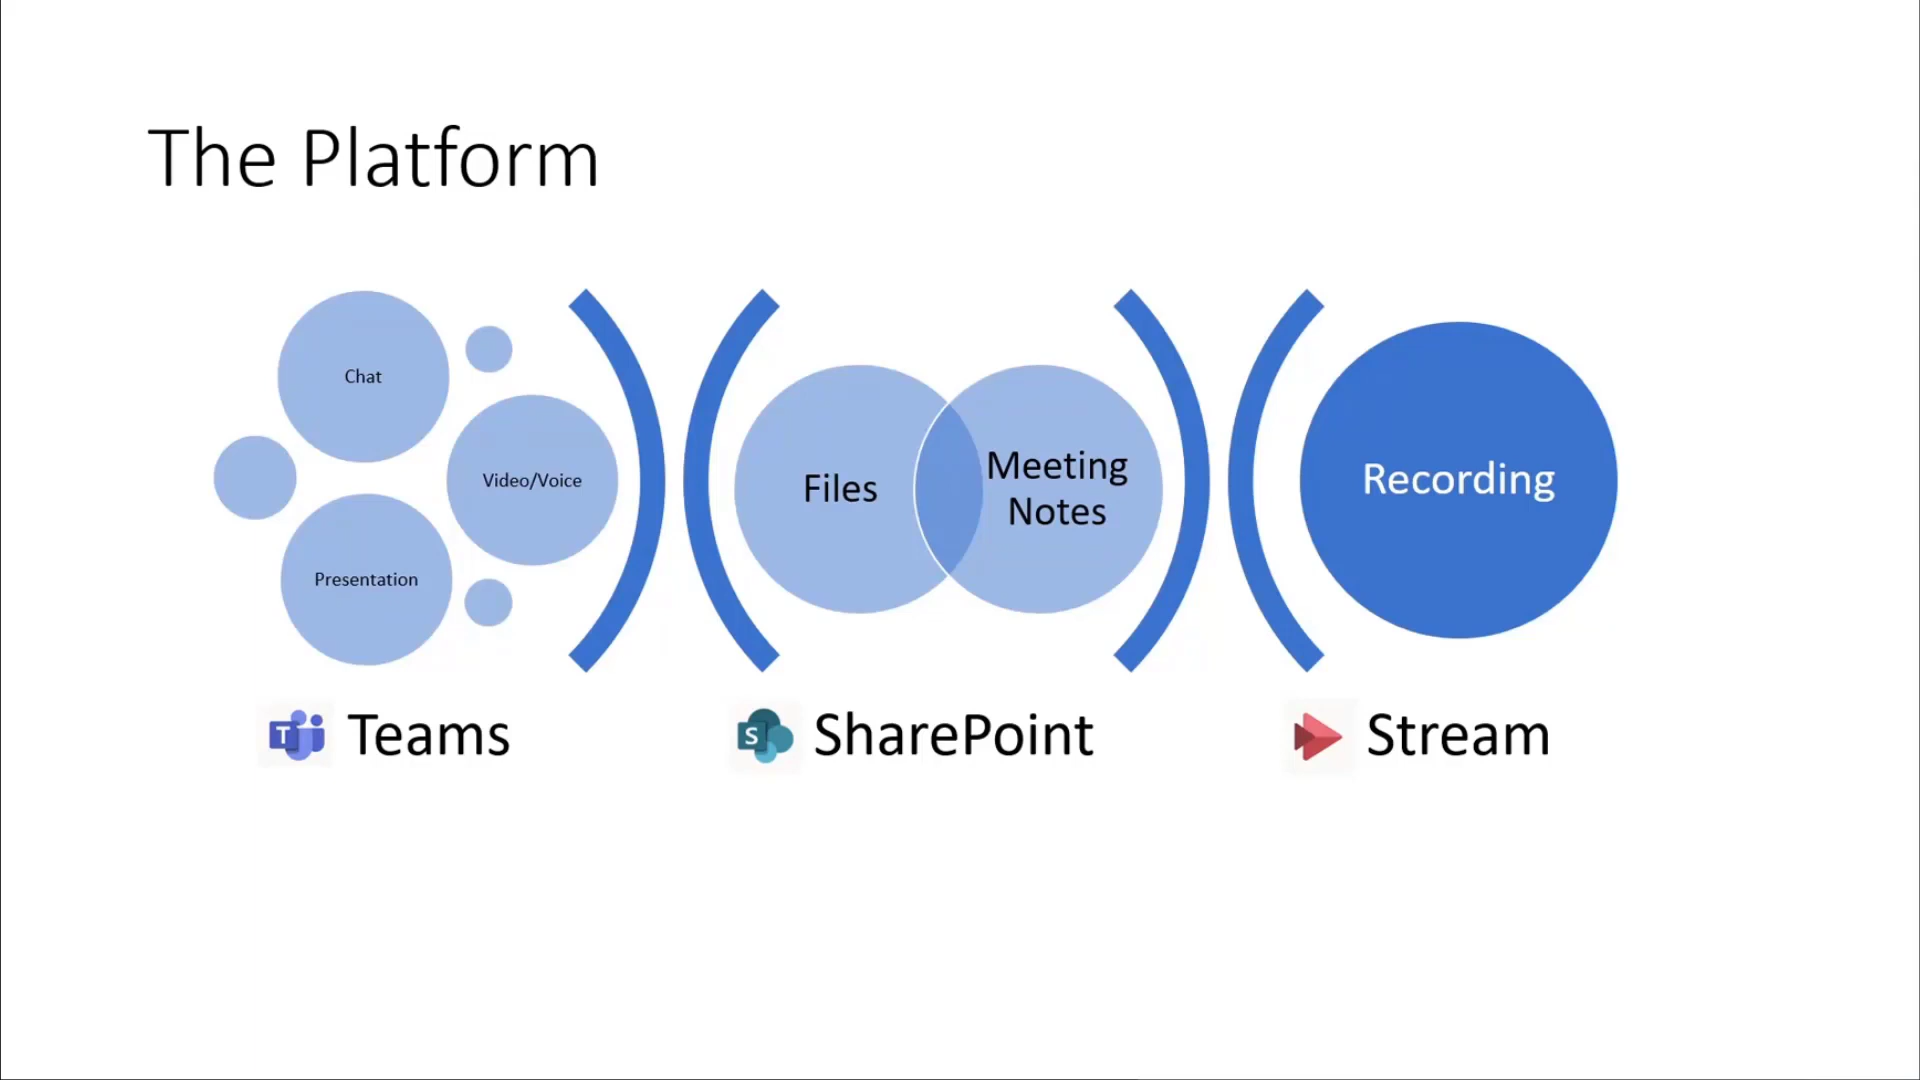 The Platform
Chat
Video/Voice
Presentation
Files
Meeting
Notes
Recording
T
Teams
S
SharePoint
Stream